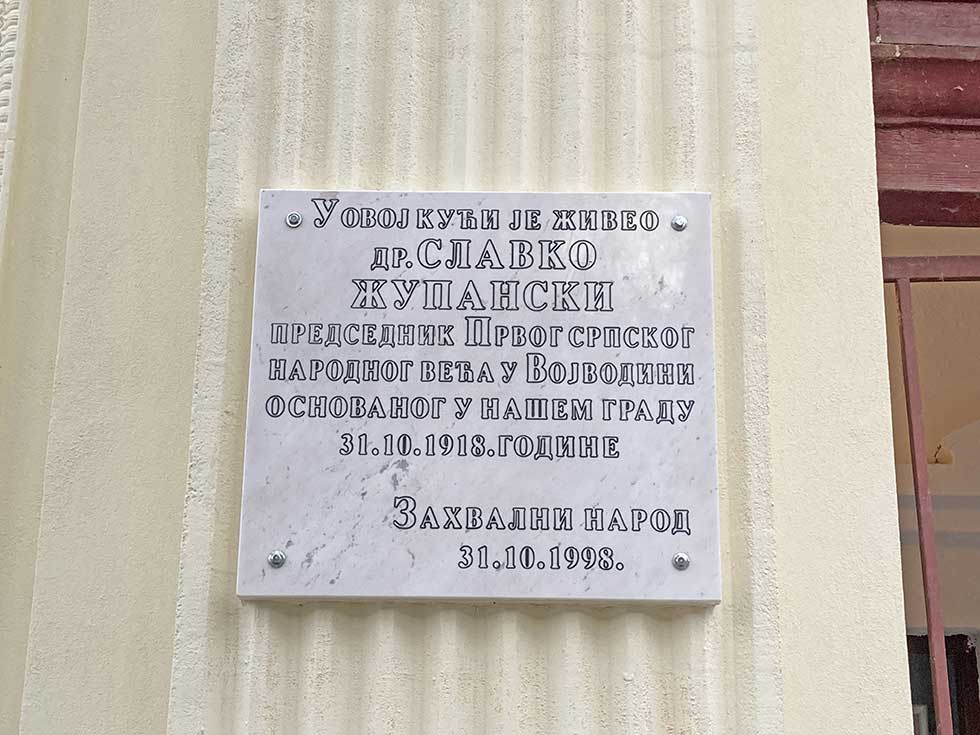 У ОВОЈ КУЋИ ЈЕ ЖИВЕО
ДР. СЛАВКО
ЖУПАНСКИ
ПРЕДСЕДНИК ПРВОГ СРПСКОГ
НАРОДНОГ ВЕЋА У ВОЈВОДИНИ
ОСНОВАНОГ У НАШЕМ ГРАДУ
31.10.1918. ГОДИНЕ
ЗАХВАЛНИ НАРОД
31.10.1998.